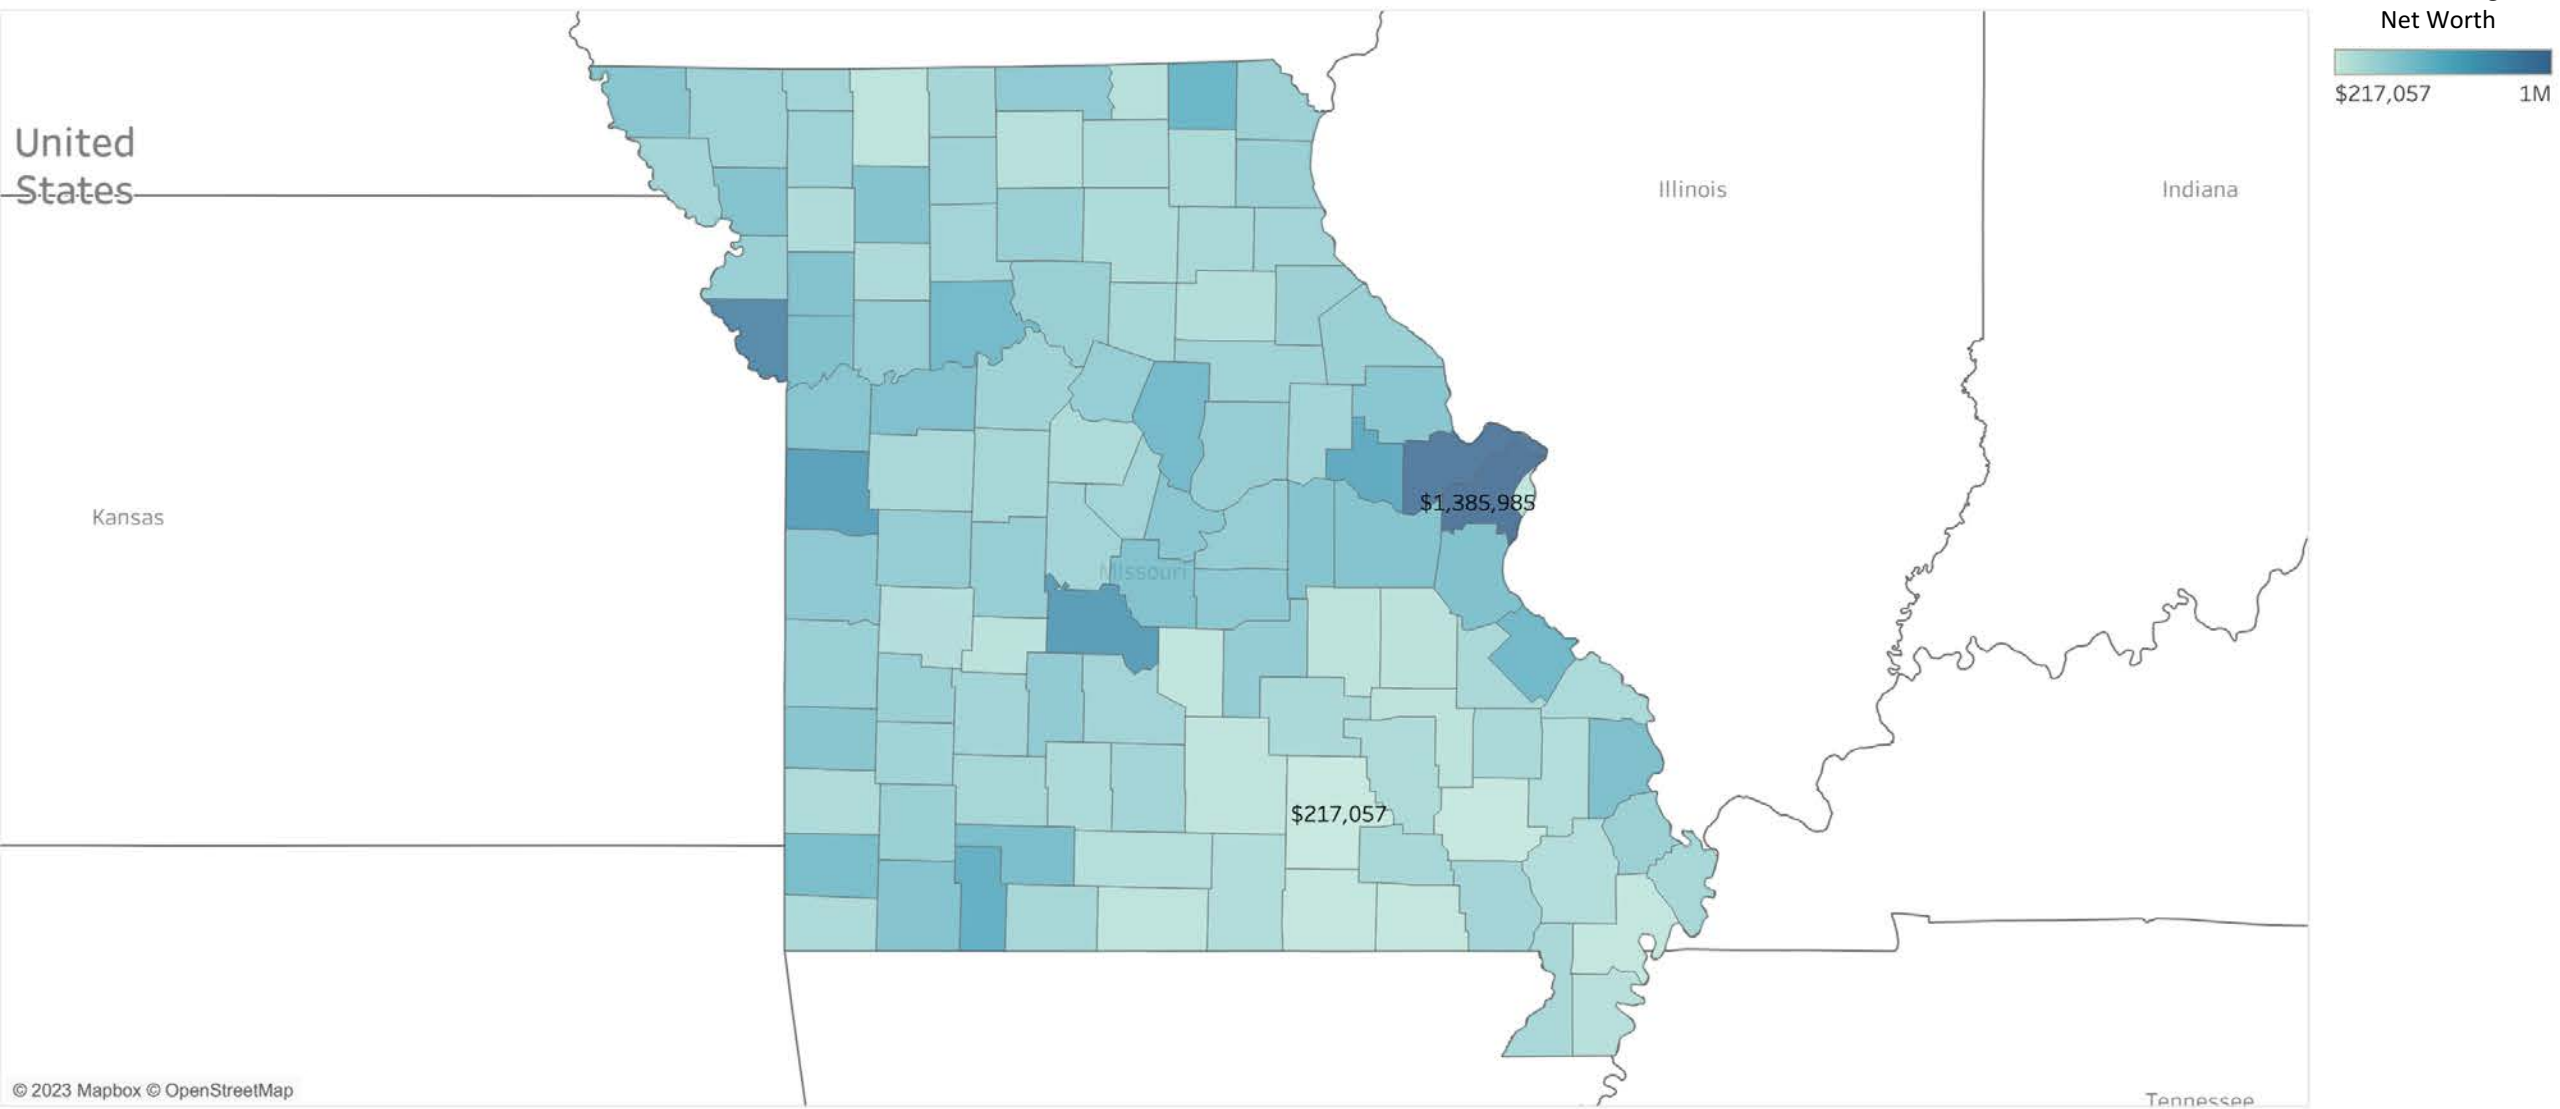 Net Worth
$217,057 1M
United
States
Illinois
Indiana
Kansas
$1,385,985
Missouri
$217,057
© 2023 Mapbox © OpenStreetMap
Tennessee